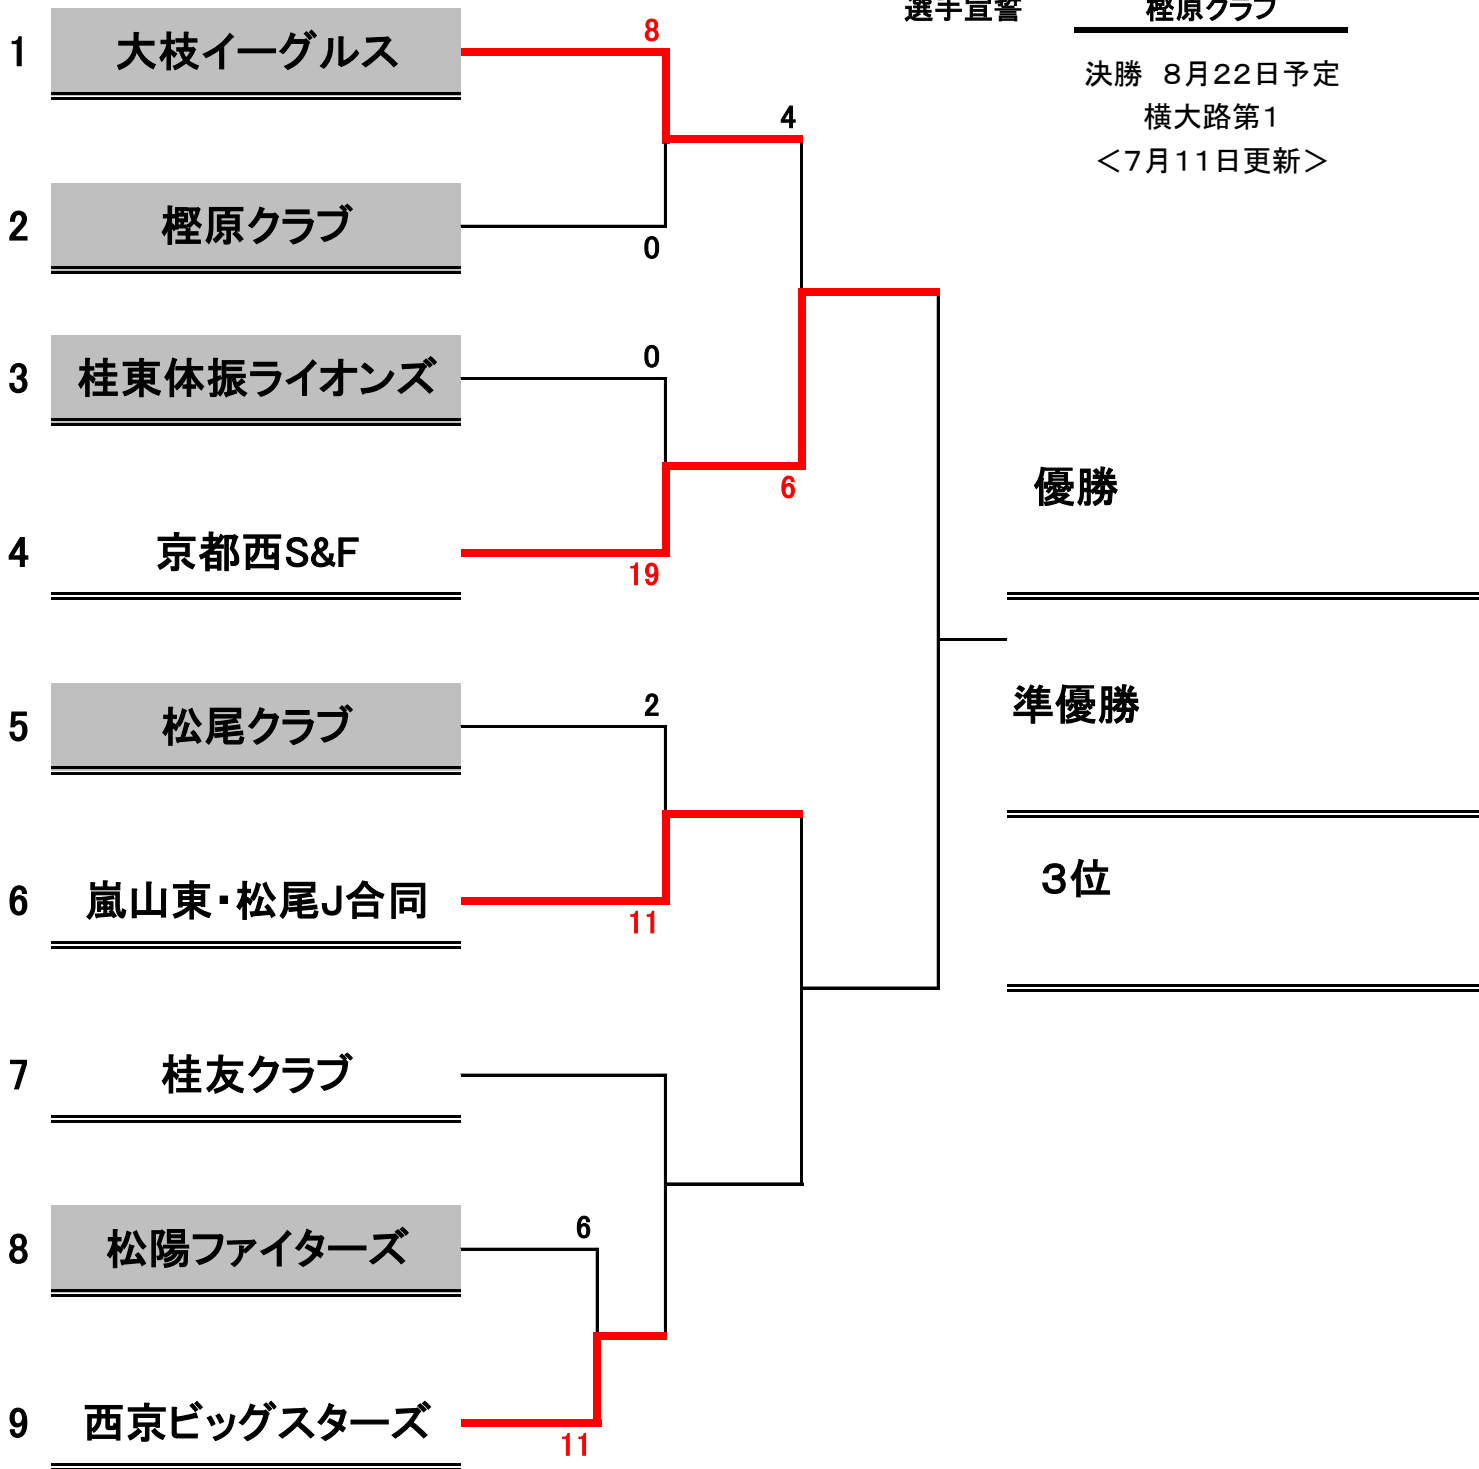 選手宣誓 樫原クラブ
決勝 8月22日予定
横大路第1
＜7月11日更新＞
1 大枝イーグルス 8
4
2 樫原クラブ 0
3 桂東体振ライオンズ 0
6
4 京都西S&F 19
優勝
5 松尾クラブ 2
準優勝
6 嵐山東・松尾J合同 11
3位
7 桂友クラブ
8 松陽ファイターズ 6
9 西京ビッグスターズ 11